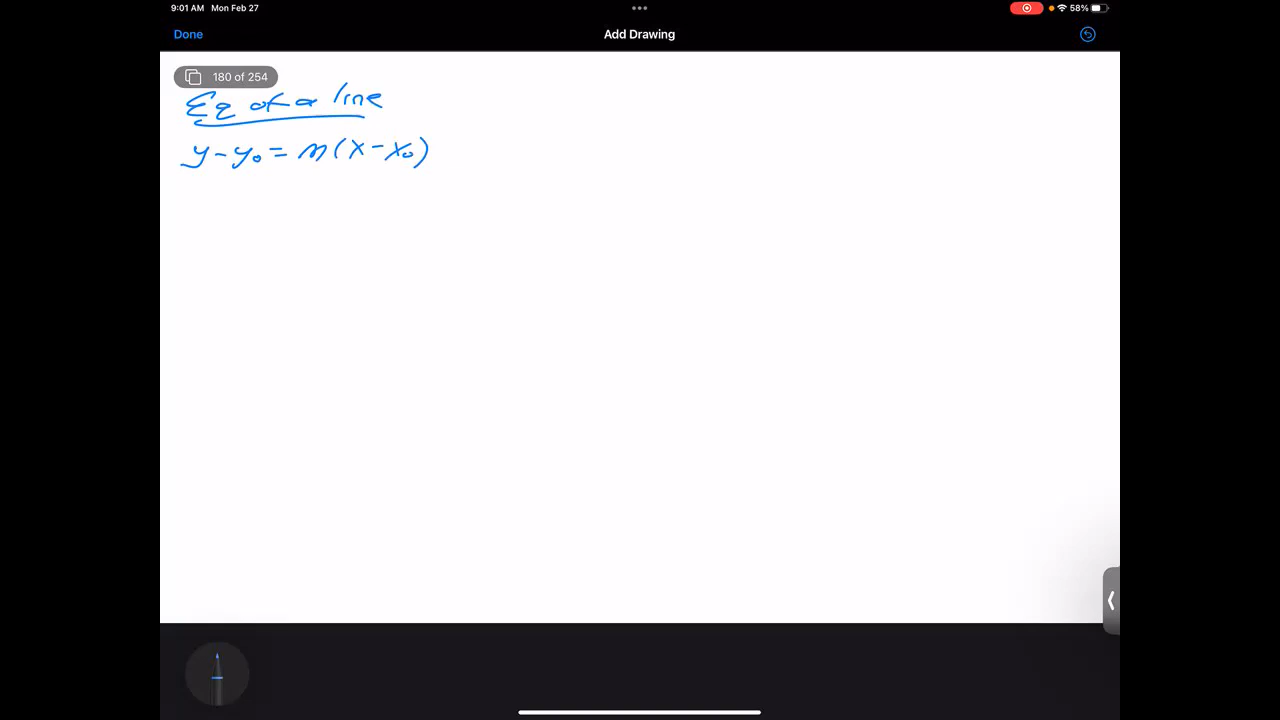 9:01 AM Mon Feb 27
58%
Done
Add Drawing
180 of 254
Eq of a line
y-y₀=m(x-x₀)